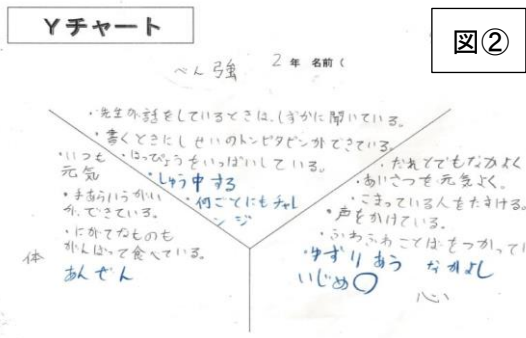 Yチャート
図②
べん強 2年 名前(
・先生が話をしているときは、しずかに聞いている。
・書くときにしせいのトンピタピンができている。
・はっぴょうをいっぱいしている。
・しゅう中する
・何ごとにもチャレ
ンジ
・いつも
元気
・手あらいうがい
が、できている。
・にがてなものも
がんばって食べている。
あんぜん
体
・だれとでもなかよく
・あいさつを元気よく。
・こまっている人をたすける。
・声をかけている。
・ふわふわことばをつかってい
・ゆずりあう なかよし
いじめ〇
心